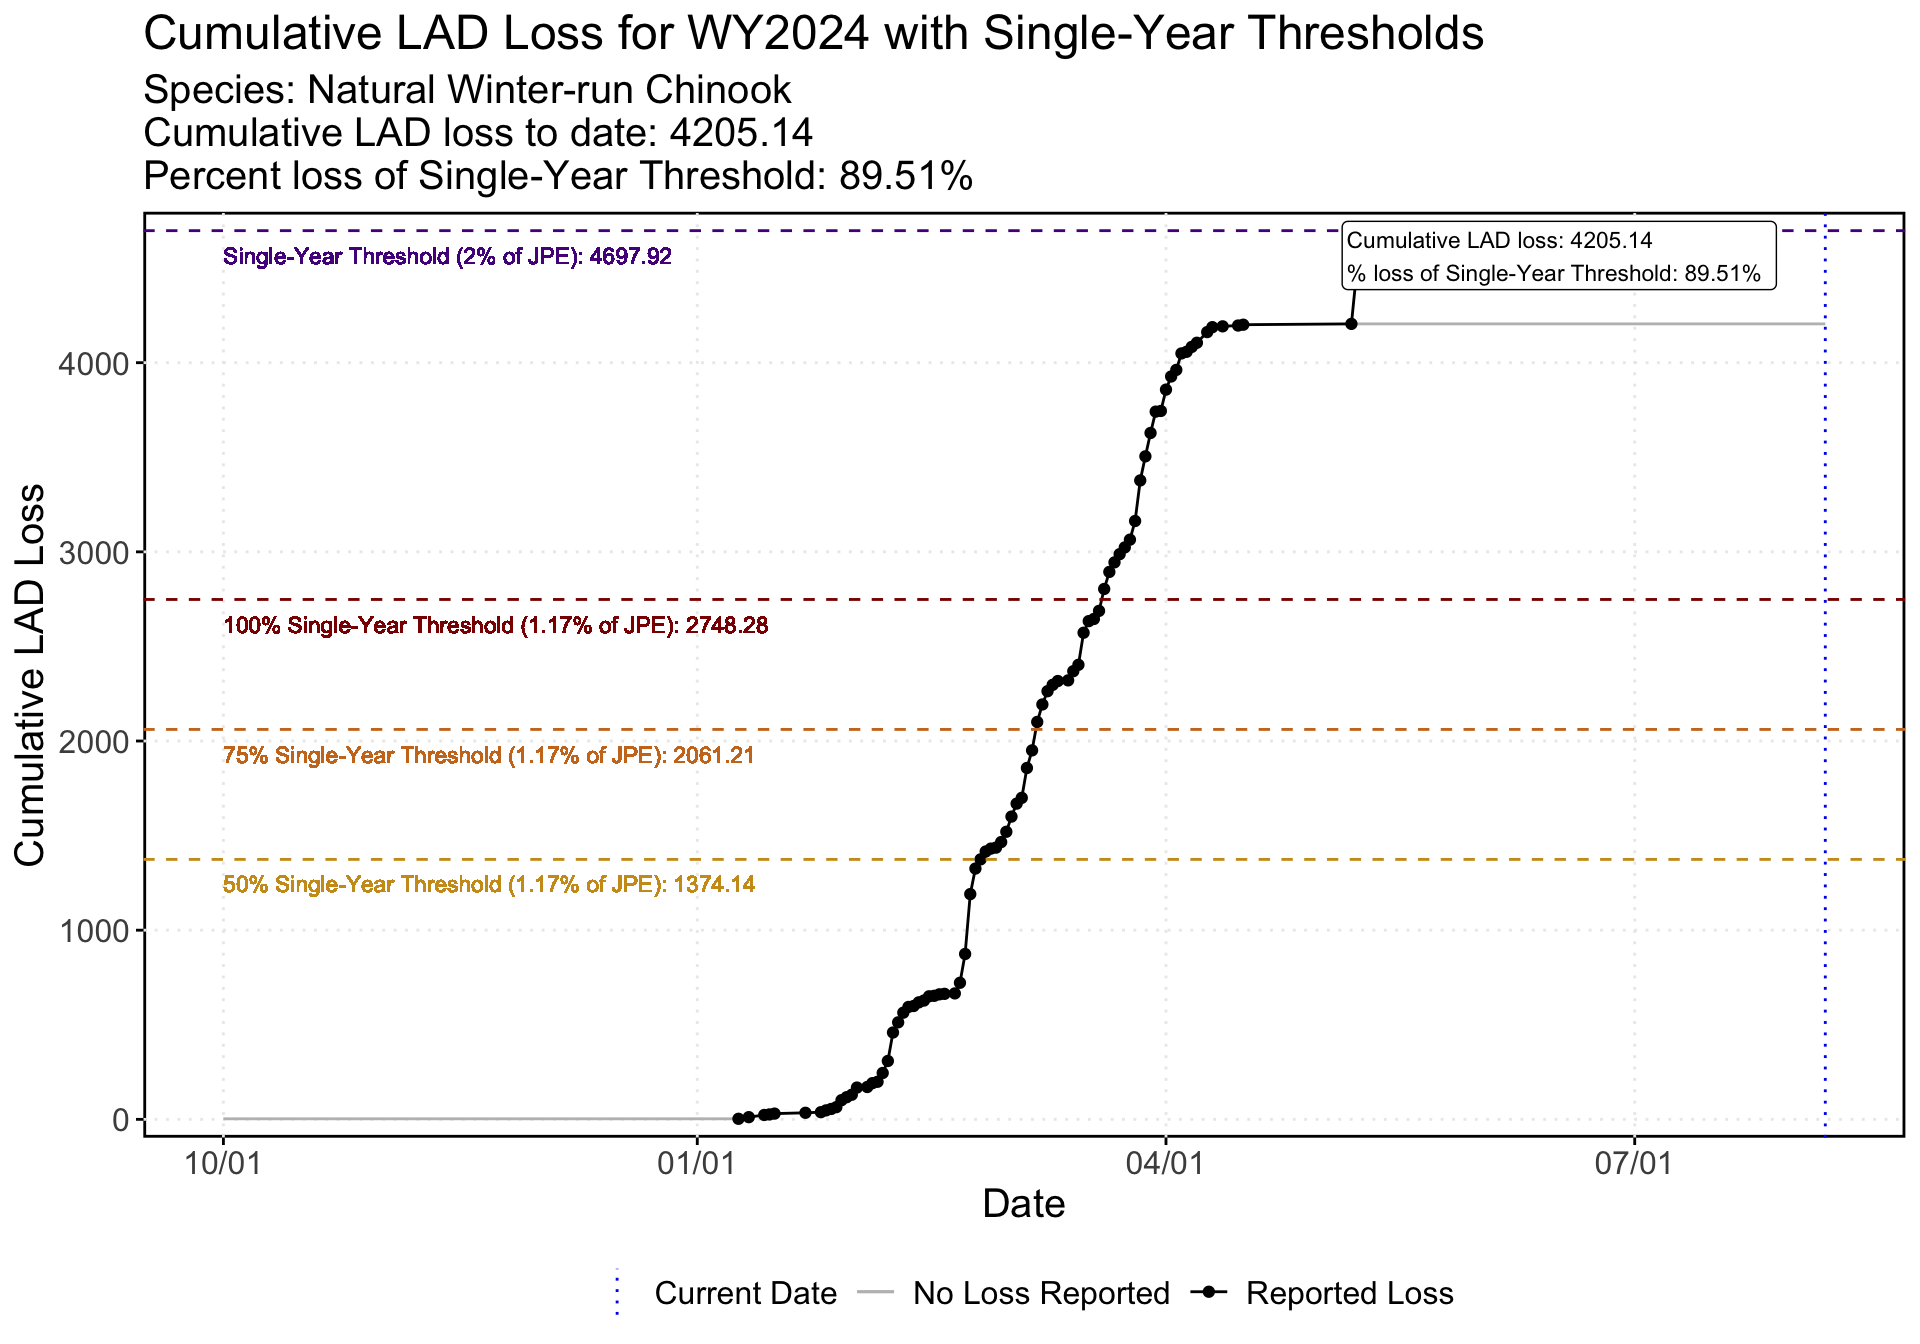 Cumulative LAD Loss for WY2024 with Single-Year Thresholds
Species: Natural Winter-run Chinook
Cumulative LAD loss to date: 4205.14
Percent loss of Single-Year Threshold: 89.51%
Cumulative LAD loss: 4205.14
% loss of Single-Year Threshold: 89.51%
Single-Year Threshold (2% of JPE): 4697.92
100% Single-Year Threshold (1.17% of JPE): 2748.28
75% Single-Year Threshold (1.17% of JPE): 2061.21
50% Single-Year Threshold (1.17% of JPE): 1374.14
Cumulative LAD Loss
4000
3000
2000
1000
0
10/01 01/01 04/01 07/01
Date
Current Date No Loss Reported Reported Loss